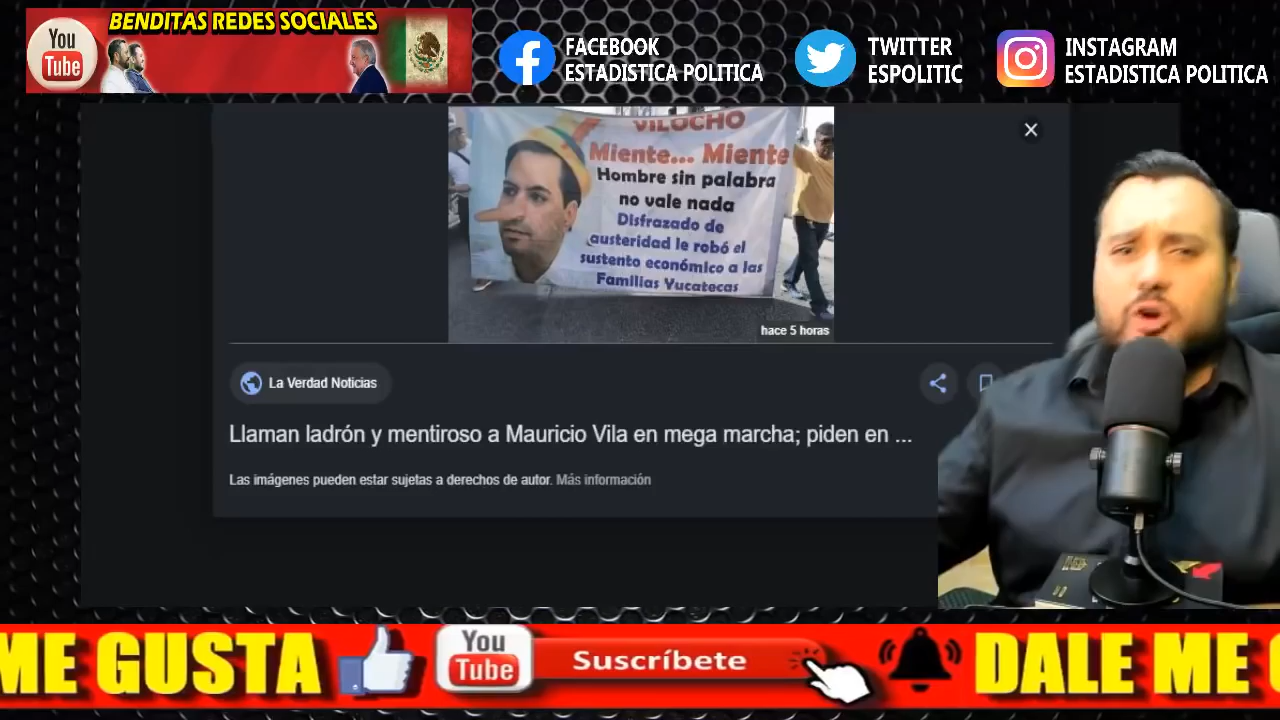 You
Tube
BENDITAS REDES SOCIALES
FACEBOOK
ESTADISTICA POLITICA
TWITTER
ESPOLITIC
INSTAGRAM
ESTADISTICA POLITICA
VILOCHO
Miente... Miente
Hombre sin palabra
no vale nada
Disfrazado de
austeridad le robó el
sustento económico a las
Familias Yucatecas
hace 5 horas
La Verdad Noticias
Llaman ladrón y mentiroso a Mauricio Vila en mega marcha; piden en ...
Las imágenes pueden estar sujetas a derechos de autor. Más información
ME GUSTA
You
Tube
Suscríbete
DALE ME G